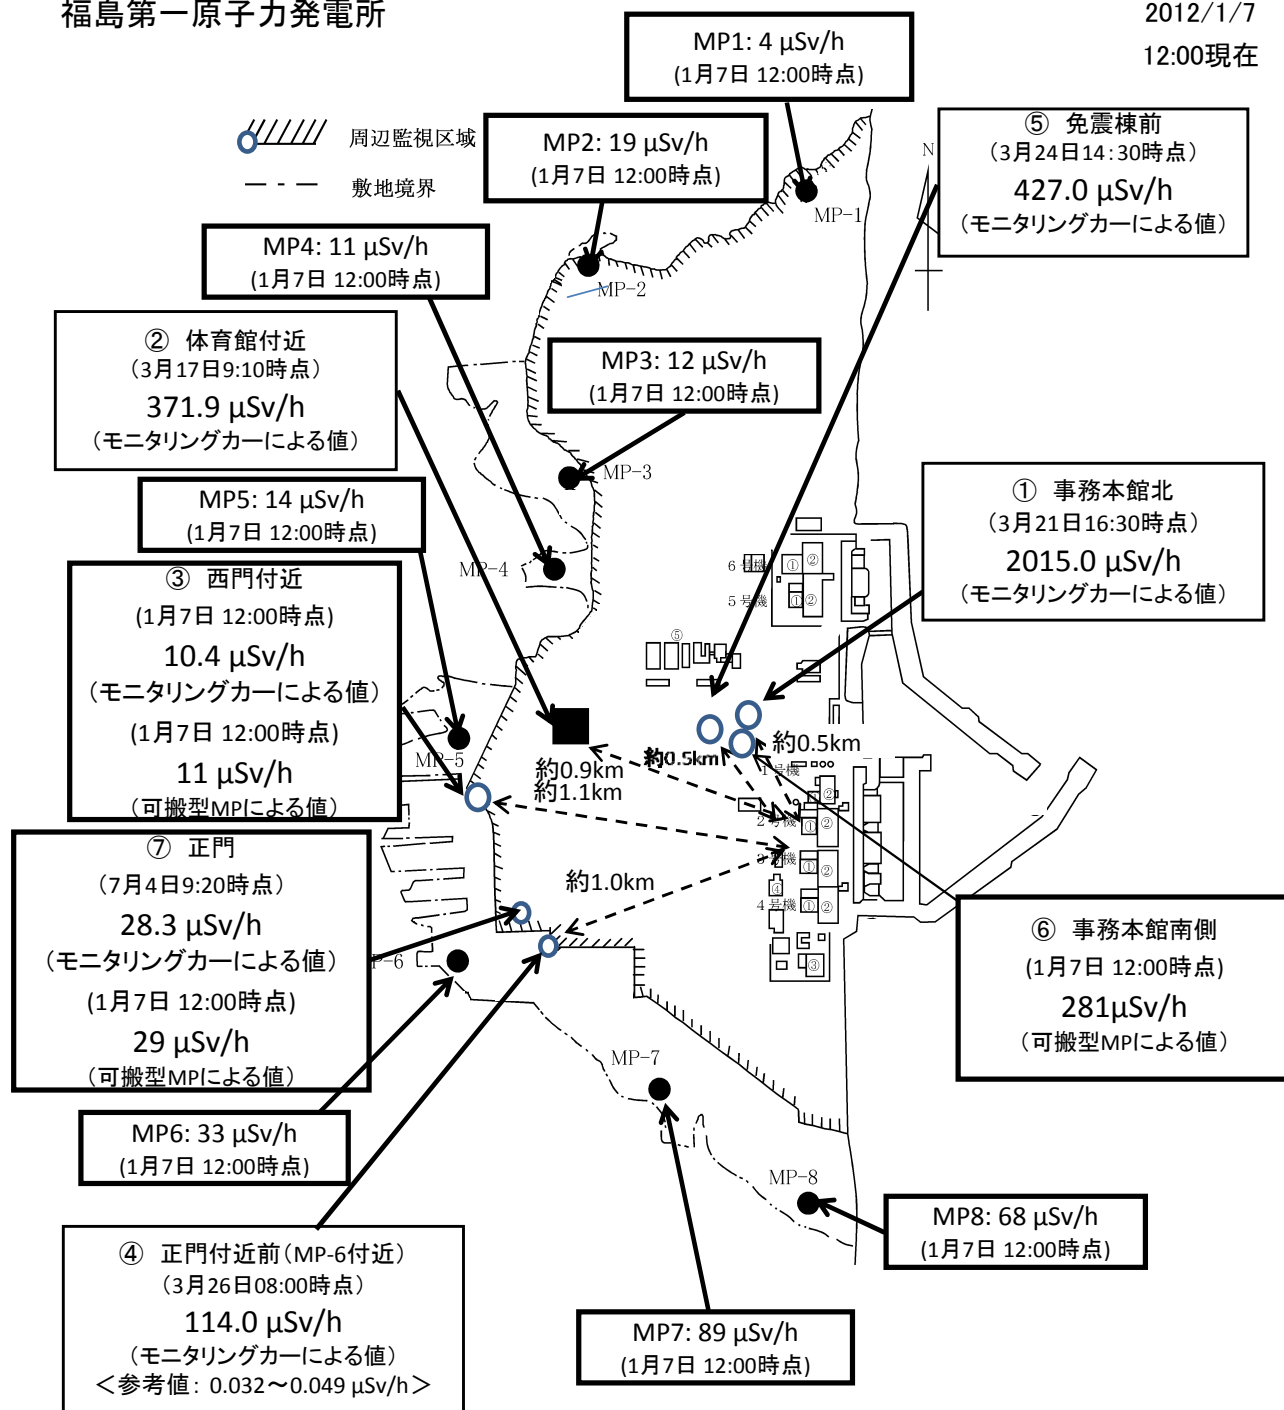 福島第一原子力発電所
2012/1/7
12:00現在
MP1: 4 μSv/h
(1月7日 12:00時点)
周辺監視区域
敷地境界
MP2: 19 μSv/h
(1月7日 12:00時点)
⑤ 免震棟前
(3月24日14:30時点)
427.0 μSv/h
(モニタリングカーによる値)
N
MP-1
MP4: 11 μSv/h
(1月7日 12:00時点)
MP-2
② 体育館付近
(3月17日9:10時点)
371.9 μSv/h
(モニタリングカーによる値)
MP3: 12 μSv/h
(1月7日 12:00時点)
MP-3
MP5: 14 μSv/h
(1月7日 12:00時点)
① 事務本館北
(3月21日16:30時点)
2015.0 μSv/h
(モニタリングカーによる値)
MP-4
6号機
① ②
5号機
① ②
③ 西門付近
(1月7日 12:00時点)
10.4 μSv/h
(モニタリングカーによる値)
(1月7日 12:00時点)
11 μSv/h
(可搬型MPによる値)
⑤
MP-5
約0.9km
約1.1km
約0.5km
約0.5km
1号機
① ②
2号機
① ②
3号機
① ②
④
4号機
① ②
③
⑦ 正門
(7月4日9:20時点)
28.3 μSv/h
(モニタリングカーによる値)
(1月7日 12:00時点)
29 μSv/h
(可搬型MPによる値)
約1.0km
P-6
⑥ 事務本館南側
(1月7日 12:00時点)
281μSv/h
(可搬型MPによる値)
MP-7
MP6: 33 μSv/h
(1月7日 12:00時点)
MP-8
MP8: 68 μSv/h
(1月7日 12:00時点)
④ 正門付近前(MP-6付近)
(3月26日08:00時点)
114.0 μSv/h
(モニタリングカーによる値)
＜参考値: 0.032～0.049 μSv/h＞
MP7: 89 μSv/h
(1月7日 12:00時点)